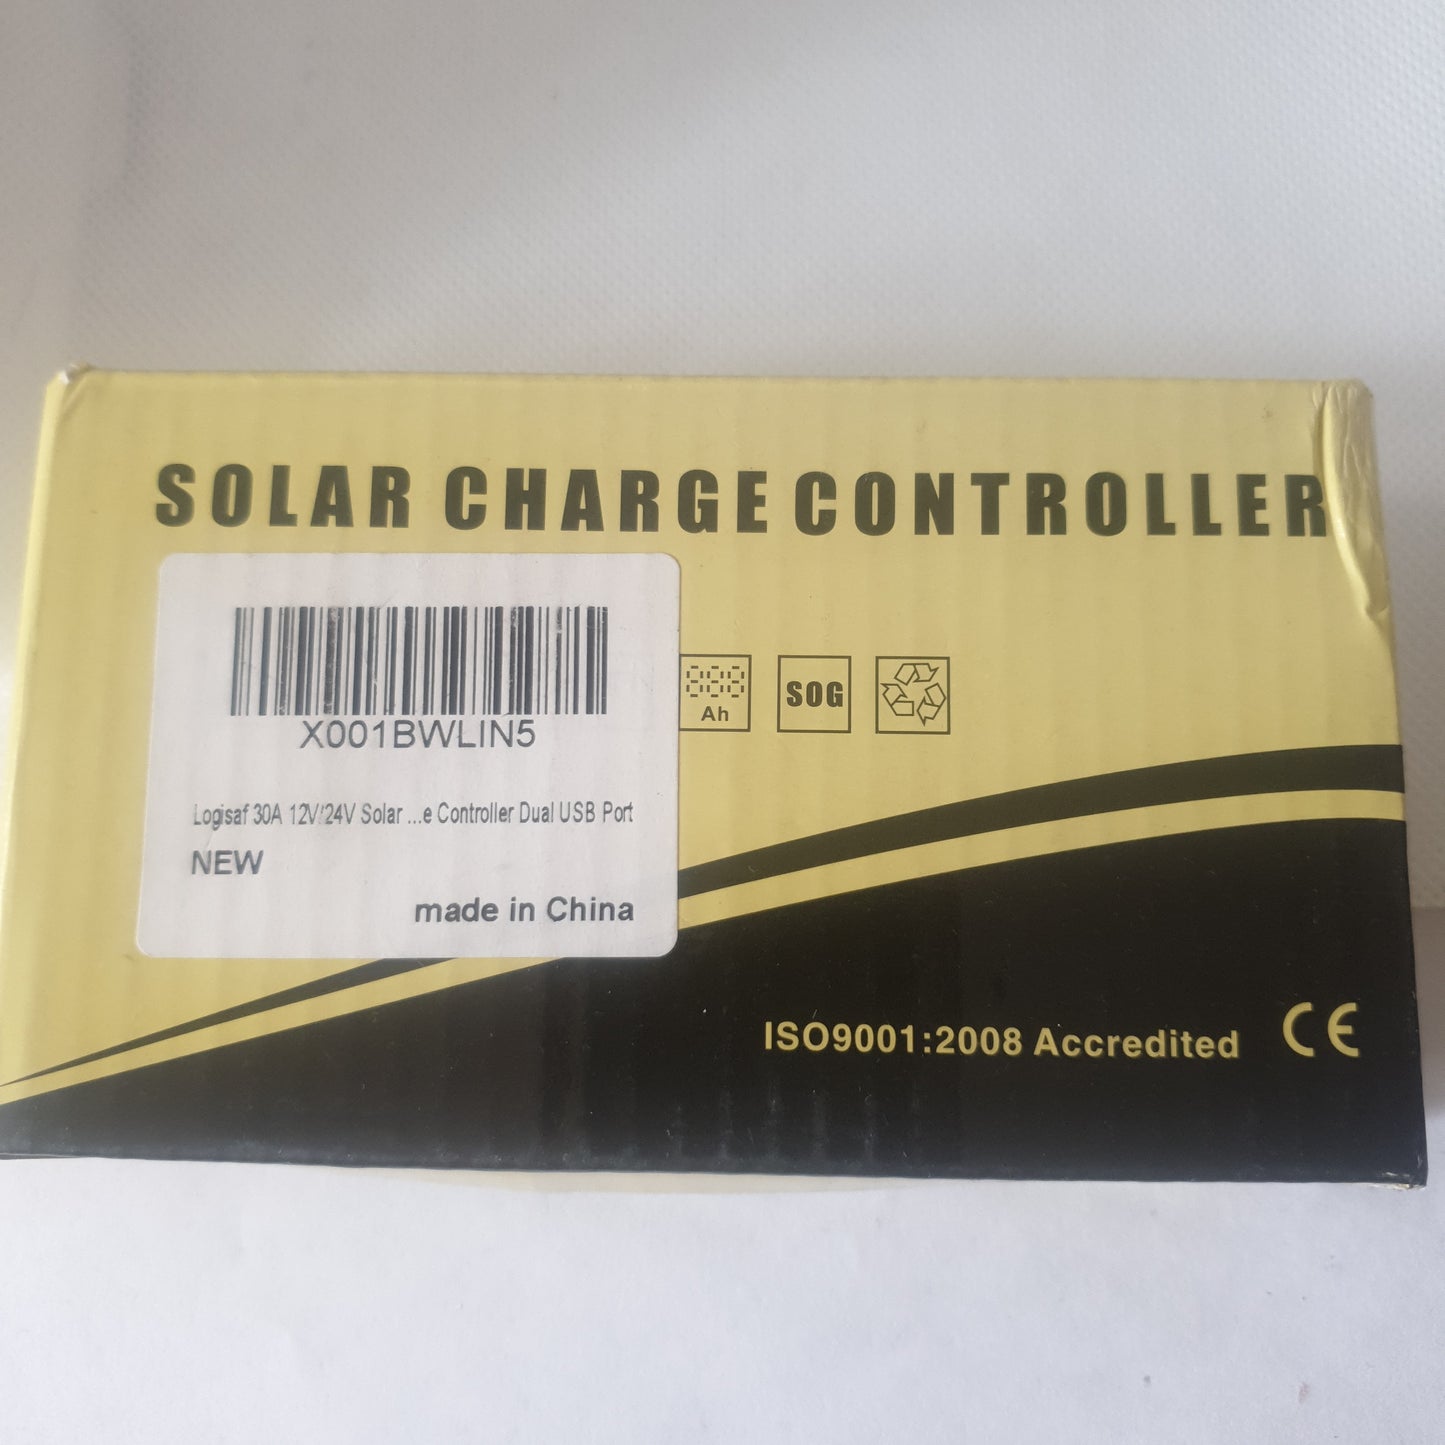 SOLAR CHARGE CONTROLLER
X001BWLIN5
Logisaf 30A 12V/24V Solar ...e Controller Dual USB Port
NEW
made in China
888
Ah
SOG
ISO9001:2008 Accredited
CE